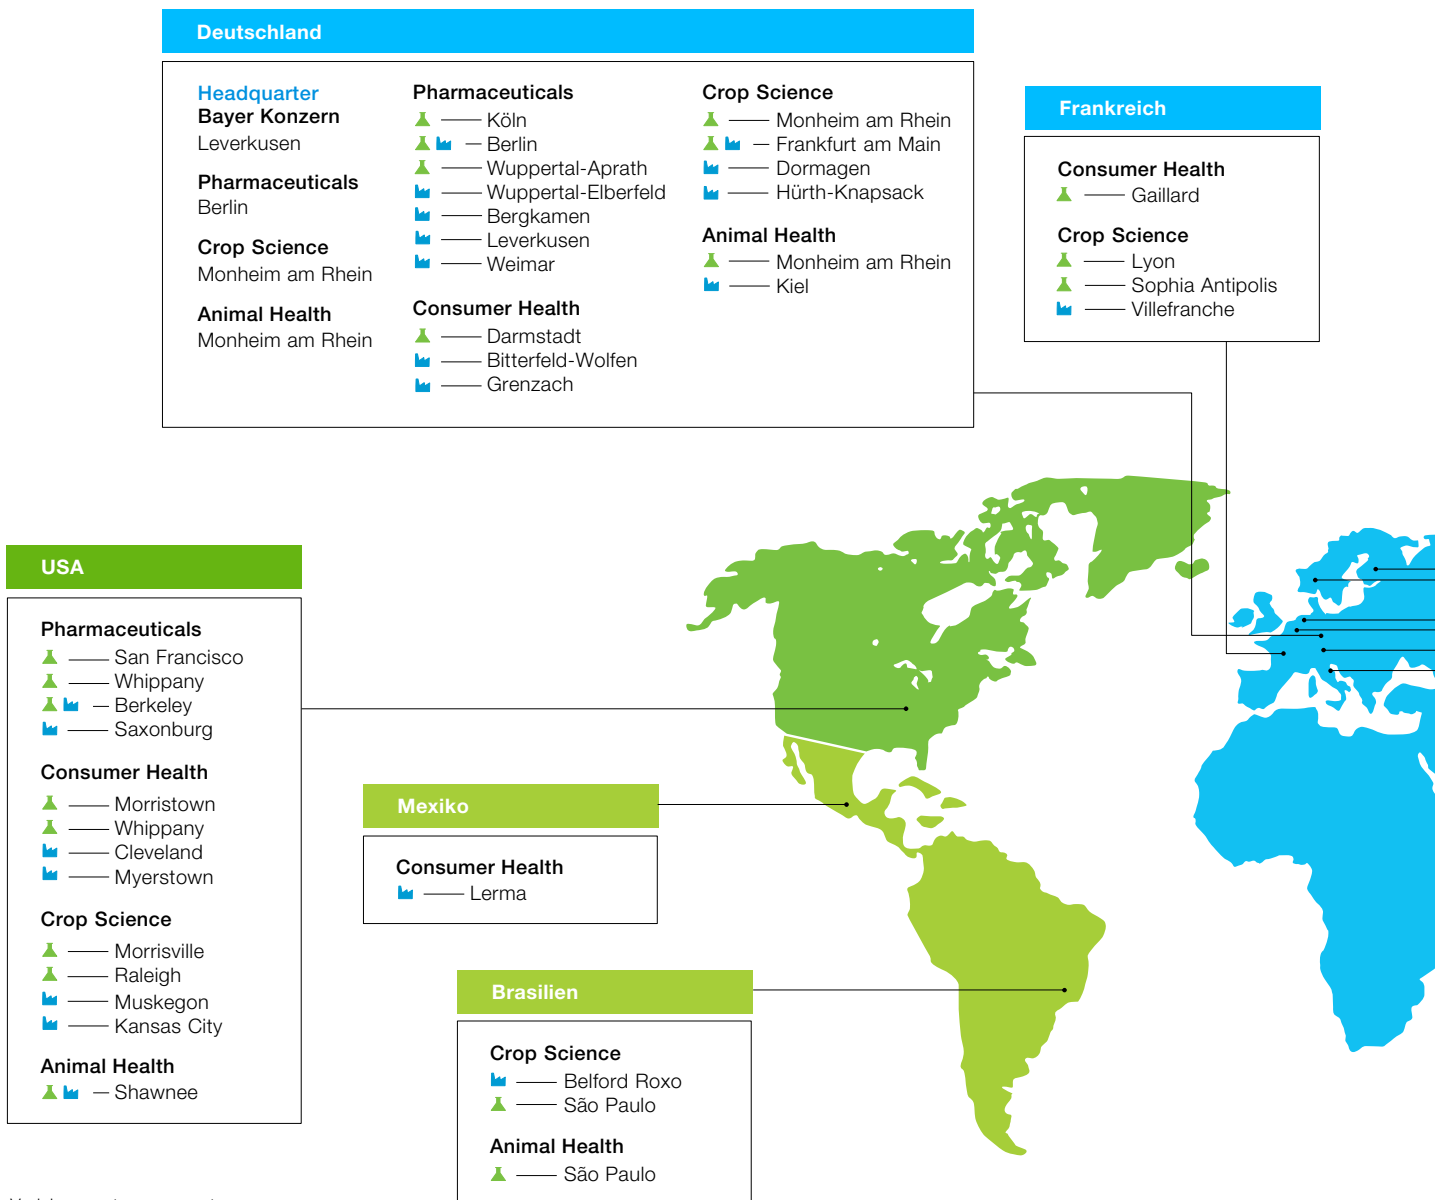 Deutschland
Headquarter
Bayer Konzern
Leverkusen
Pharmaceuticals
Berlin
Crop Science
Monheim am Rhein
Animal Health
Monheim am Rhein
Pharmaceuticals
Köln
Berlin
Wuppertal-Aprath
Wuppertal-Elberfeld
Bergkamen
Leverkusen
Weimar
Consumer Health
Darmstadt
Bitterfeld-Wolfen
Grenzach
Crop Science
Monheim am Rhein
Frankfurt am Main
Dormagen
Hürth-Knapsack
Animal Health
Monheim am Rhein
Kiel
Frankreich
Consumer Health
Gaillard
Crop Science
Lyon
Sophia Antipolis
Villefranche
USA
Pharmaceuticals
San Francisco
Whippany
Berkeley
Saxonburg
Consumer Health
Morristown
Whippany
Cleveland
Myerstown
Crop Science
Morrisville
Raleigh
Muskegon
Kansas City
Animal Health
Shawnee
Mexiko
Consumer Health
Lerma
Brasilien
Crop Science
Belford Roxo
São Paulo
Animal Health
São Paulo